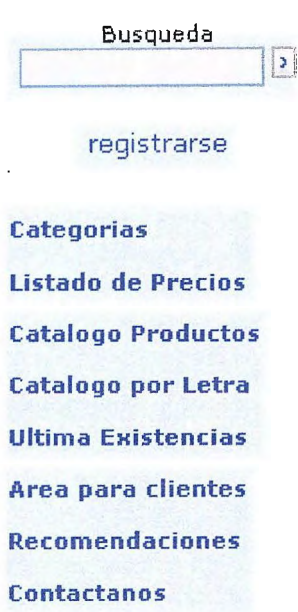 Busqueda
registrarse
Categorias
Listado de Precios
Catalogo Productos
Catalogo por Letra
Ultima Existencias
Area para clientes
Recomendaciones
Contactanos